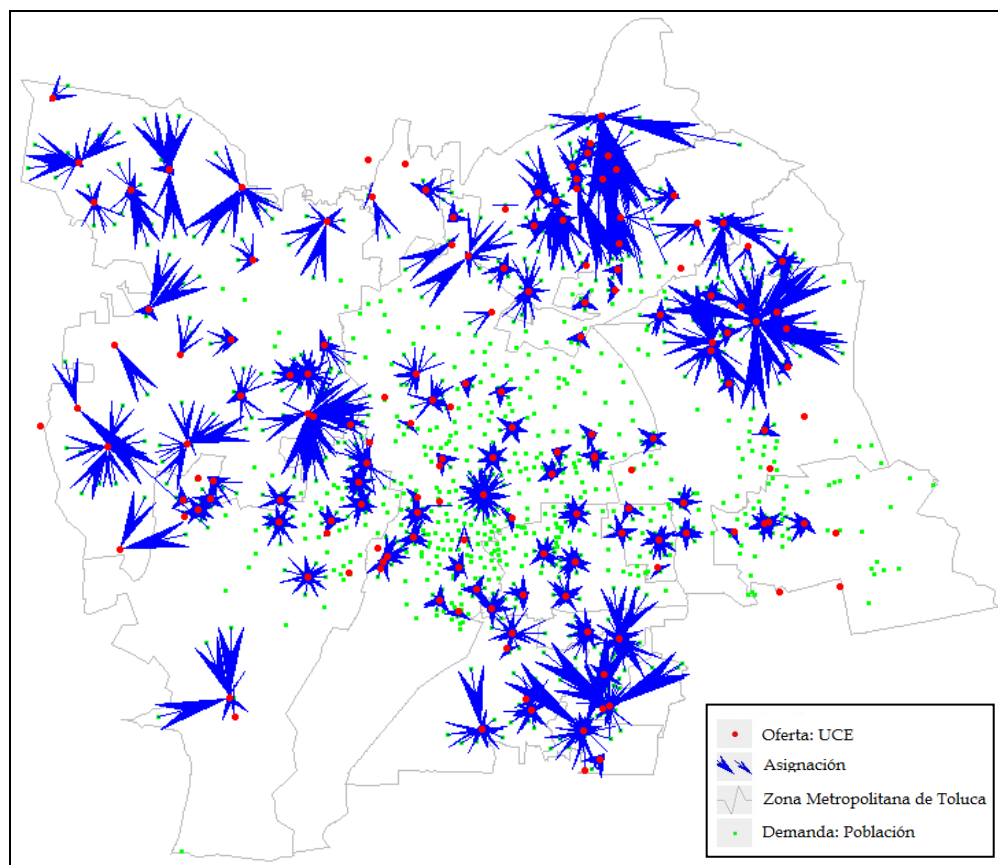 Oferta: UCE
Asignación
Zona Metropolitana de Toluca
Demanda: Población